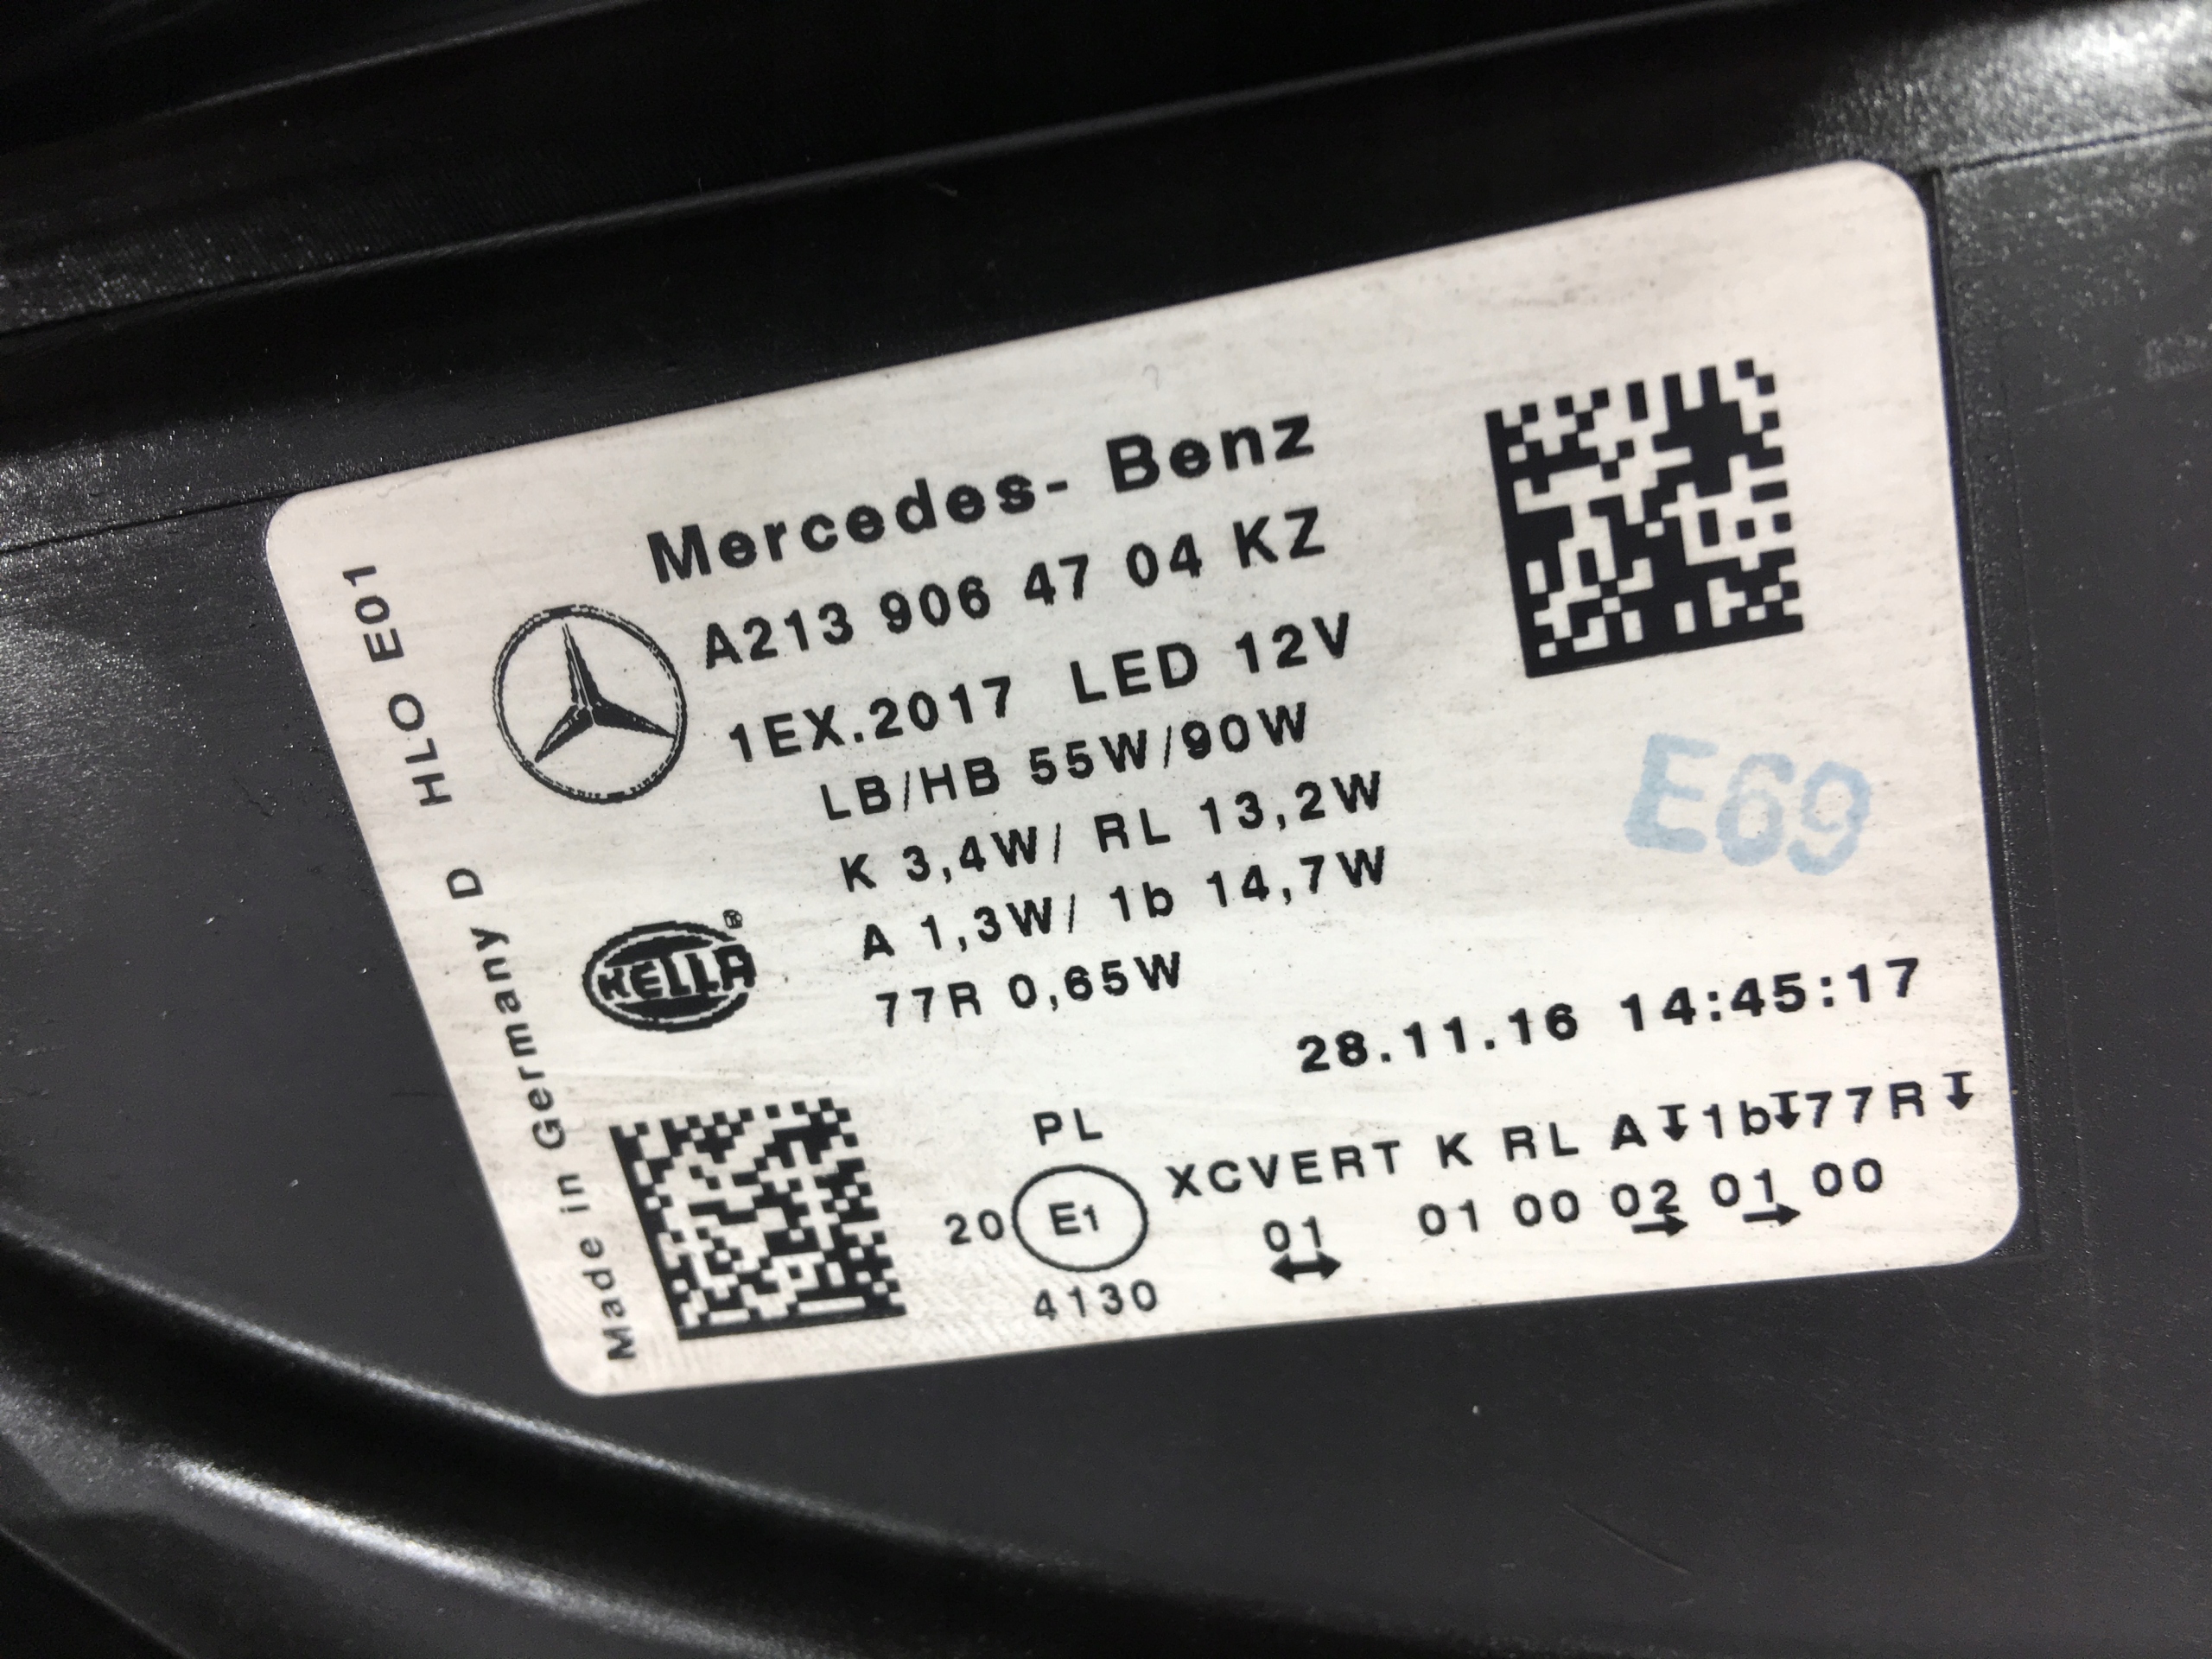 Mercedes- Benz
A213 906 47 04 KZ
1EX.2017 LED 12V
LB/HB 55W/90W
K 3,4W/ RL 13,2W
A 1,3W/ 1b 14,7W
77R 0,65W
HLO E01
Made in Germany D
HELLA®
E69
28.11.16 14:45:17
PL
20 E1
4130
XCVERT K RL A↧1b↧77R↧
01 01 00 02 01 00